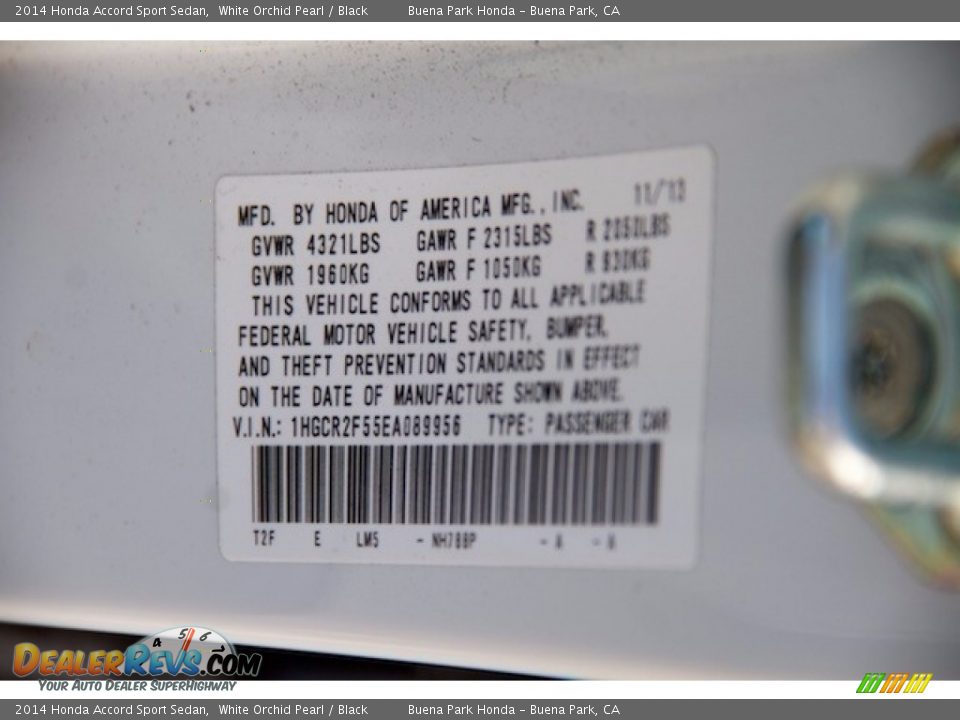 2014 Honda Accord Sport Sedan,  White Orchid Pearl / Black  Buena Park Honda - Buena Park, CA
MFD. BY HONDA OF AMERICA MFG., INC. 11/13
GVWR 4321LBS GAWR F 2315LBS R 2050LBS
GVWR 1960KG GAWR F 1050KG R 930KG
THIS VEHICLE CONFORMS TO ALL APPLICABLE
FEDERAL MOTOR VEHICLE SAFETY, BUMPER,
AND THEFT PREVENTION STANDARDS IN EFFECT
ON THE DATE OF MANUFACTURE SHOWN ABOVE.
V.I.N.: 1HGCR2F55EA089956 TYPE: PASSENGER CAR
T2F E LM5 - NH788P - A -
4 5 6
DEALERREVS.COM
YOUR AUTO DEALER SUPERHIGHWAY
2014 Honda Accord Sport Sedan,  White Orchid Pearl / Black  Buena Park Honda - Buena Park, CA